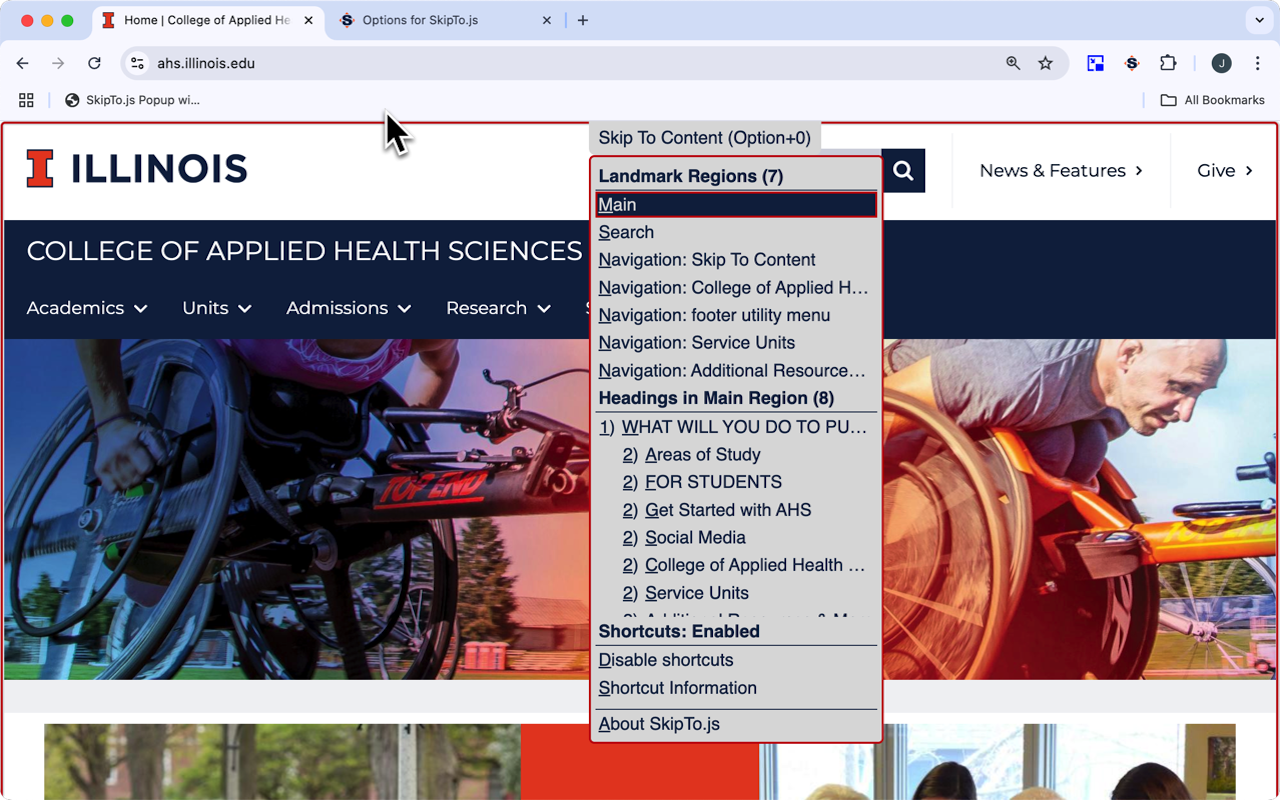 Home | College of Applied He
Options for SkipTo.js
ahs.illinois.edu
J
SkipTo.js Popup wi...
All Bookmarks
Skip To Content (Option+0)
ILLINOIS
News & Features
Give
Landmark Regions (7)
Main
Search
Navigation: Skip To Content
Navigation: College of Applied H...
Navigation: footer utility menu
Navigation: Service Units
Navigation: Additional Resource...
Headings in Main Region (8)
1) WHAT WILL YOU DO TO PU...
2) Areas of Study
2) FOR STUDENTS
2) Get Started with AHS
2) Social Media
2) College of Applied Health ...
2) Service Units
Shortcuts: Enabled
Disable shortcuts
Shortcut Information
About SkipTo.js
COLLEGE OF APPLIED HEALTH SCIENCES
Academics
Units
Admissions
Research
TOP END